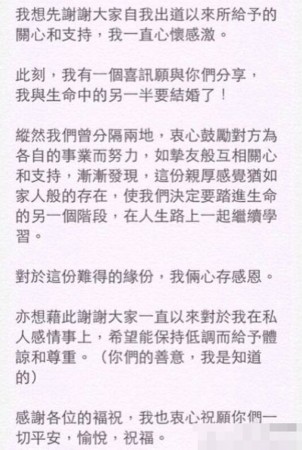 我想先謝謝大家自我出道以來所給予的
關心和支持，我一直心懷感激。
此刻，我有一個喜訊願與你們分享，
我與生命中的另一半要結婚了！
縱然我們曾分隔兩地，衷心鼓勵對方為
各自的事業而努力，如摯友般互相關心
和支持，漸漸發現，這份親厚感覺猶如
家人般的存在，使我們決定要踏進生命
的另一個階段，在人生路上一起繼續學
習。
對於這份難得的緣份，我倆心存感恩。
亦想藉此謝謝大家一直以來對於我在私
人感情事上，希望能保持低調而給予體
諒和尊重。（你們的善意，我是知道
的）
感謝各位的福祝，我也衷心祝願你們一
切平安，愉悅，祝福。